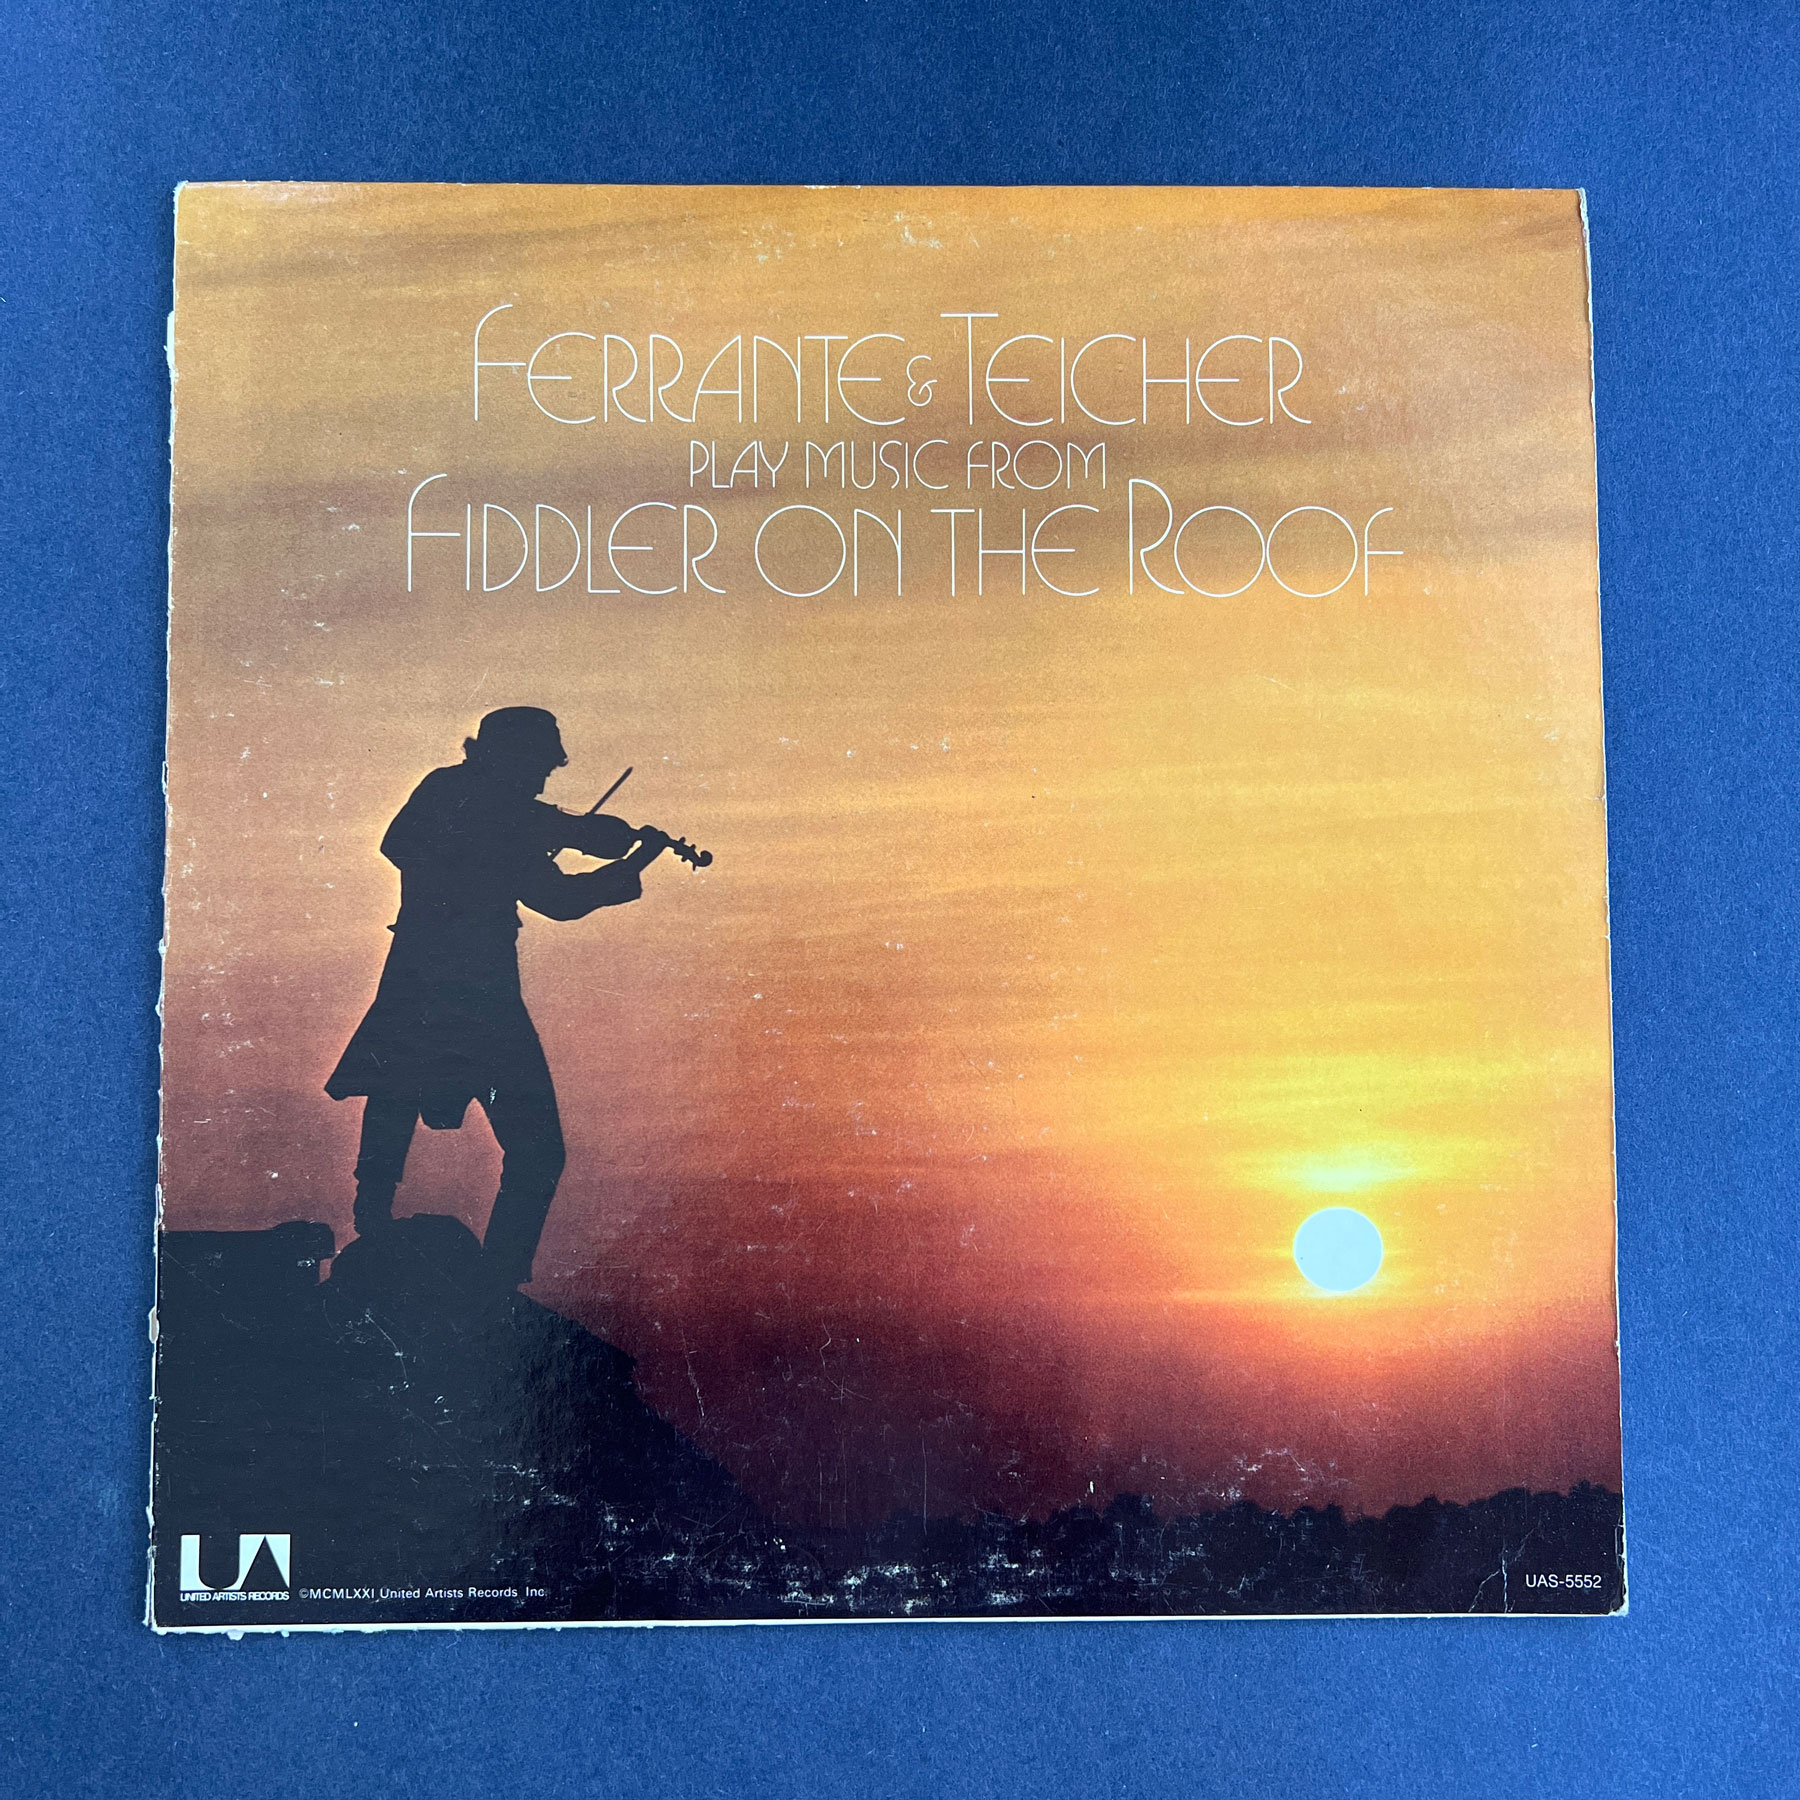 FERRANTE & TEICHER
PLAY MUSIC FROM
FIDDLER ON THE ROOF
UA
UNITED ARTISTS RECORDS
©MCMLXXI United Artists Records, Inc.
UAS-5552